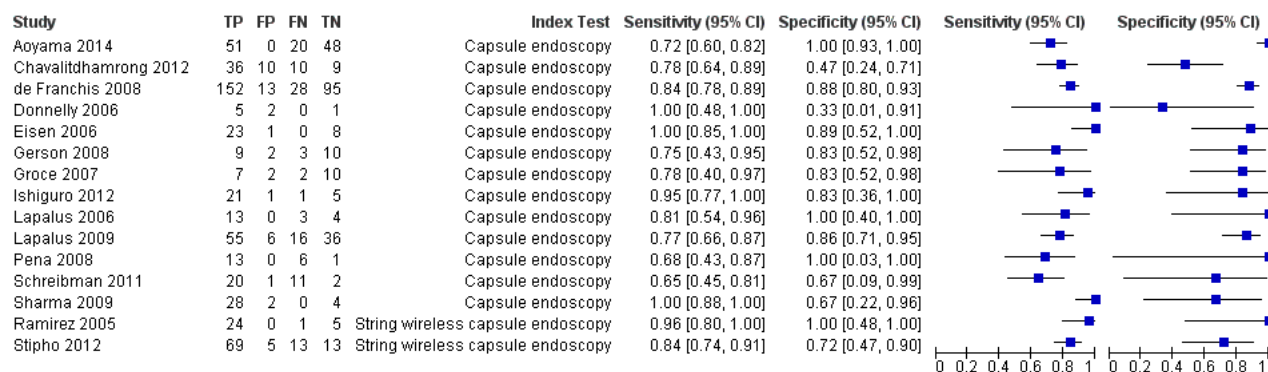 Study TP FP FN TN Index Test Sensitivity (95% CI) Specificity (95% CI) Sensitivity (95% CI) Specificity (95% CI)
Aoyama 2014 51 0 20 48 Capsule endoscopy 0.72 [0.60, 0.82] 1.00 [0.93, 1.00]
Chavalitdhamrong 2012 36 10 10 9 Capsule endoscopy 0.78 [0.64, 0.89] 0.47 [0.24, 0.71]
de Franchis 2008 152 13 28 95 Capsule endoscopy 0.84 [0.78, 0.89] 0.88 [0.80, 0.93]
Donnelly 2006 5 2 0 1 Capsule endoscopy 1.00 [0.48, 1.00] 0.33 [0.01, 0.91]
Eisen 2006 23 1 0 8 Capsule endoscopy 1.00 [0.85, 1.00] 0.89 [0.52, 1.00]
Gerson 2008 9 2 3 10 Capsule endoscopy 0.75 [0.43, 0.95] 0.83 [0.52, 0.98]
Groce 2007 7 2 2 10 Capsule endoscopy 0.78 [0.40, 0.97] 0.83 [0.52, 0.98]
Ishiguro 2012 21 1 1 5 Capsule endoscopy 0.95 [0.77, 1.00] 0.83 [0.36, 1.00]
Lapalus 2006 13 0 3 4 Capsule endoscopy 0.81 [0.54, 0.96] 1.00 [0.40, 1.00]
Lapalus 2009 55 6 16 36 Capsule endoscopy 0.77 [0.66, 0.87] 0.86 [0.71, 0.95]
Pena 2008 13 0 6 1 Capsule endoscopy 0.68 [0.43, 0.87] 1.00 [0.03, 1.00]
Schreibman 2011 20 1 11 2 Capsule endoscopy 0.65 [0.45, 0.81] 0.67 [0.09, 0.99]
Sharma 2009 28 2 0 4 Capsule endoscopy 1.00 [0.88, 1.00] 0.67 [0.22, 0.96]
Ramirez 2005 24 0 1 5 String wireless capsule endoscopy 0.96 [0.80, 1.00] 1.00 [0.48, 1.00]
Stipho 2012 69 5 13 13 String wireless capsule endoscopy 0.84 [0.74, 0.91] 0.72 [0.47, 0.90]
0 0.2 0.4 0.6 0.8 1 0 0.2 0.4 0.6 0.8 1